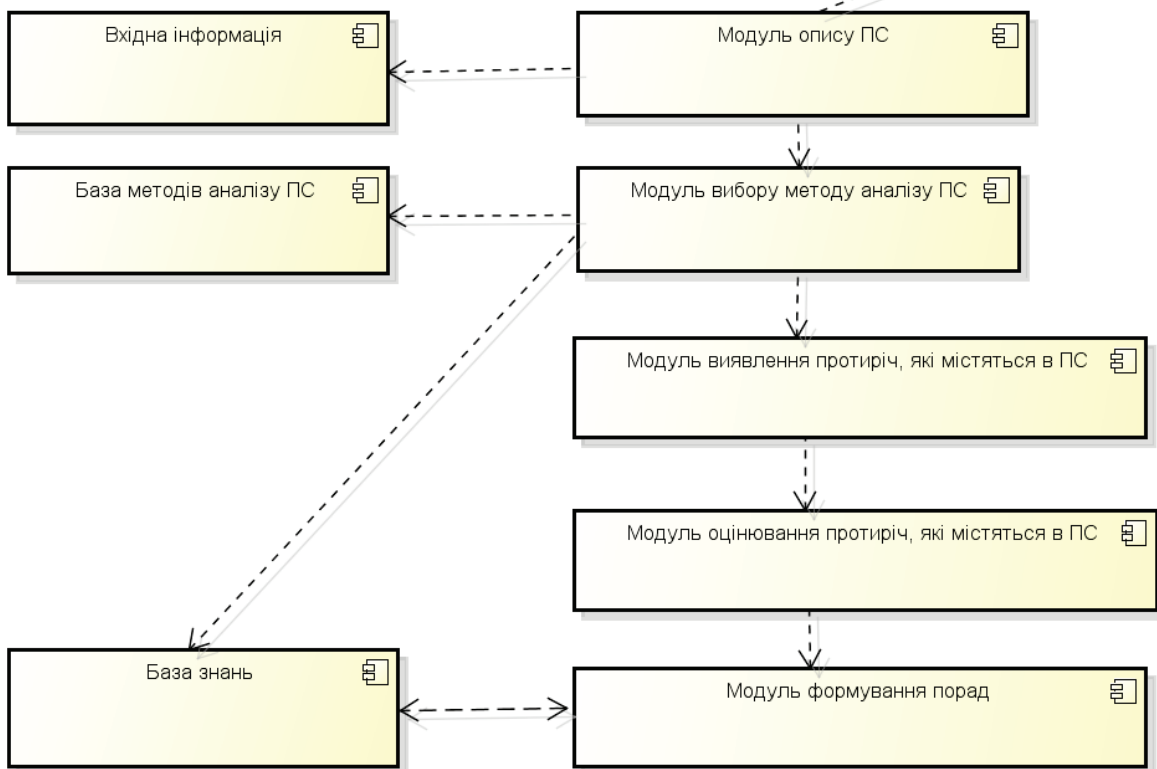 Вхідна інформація
Модуль опису ПС
База методів аналізу ПС
Модуль вибору методу аналізу ПС
Модуль виявлення протиріч, які містяться в ПС
Модуль оцінювання протиріч, які містяться в ПС
База знань
Модуль формування порад